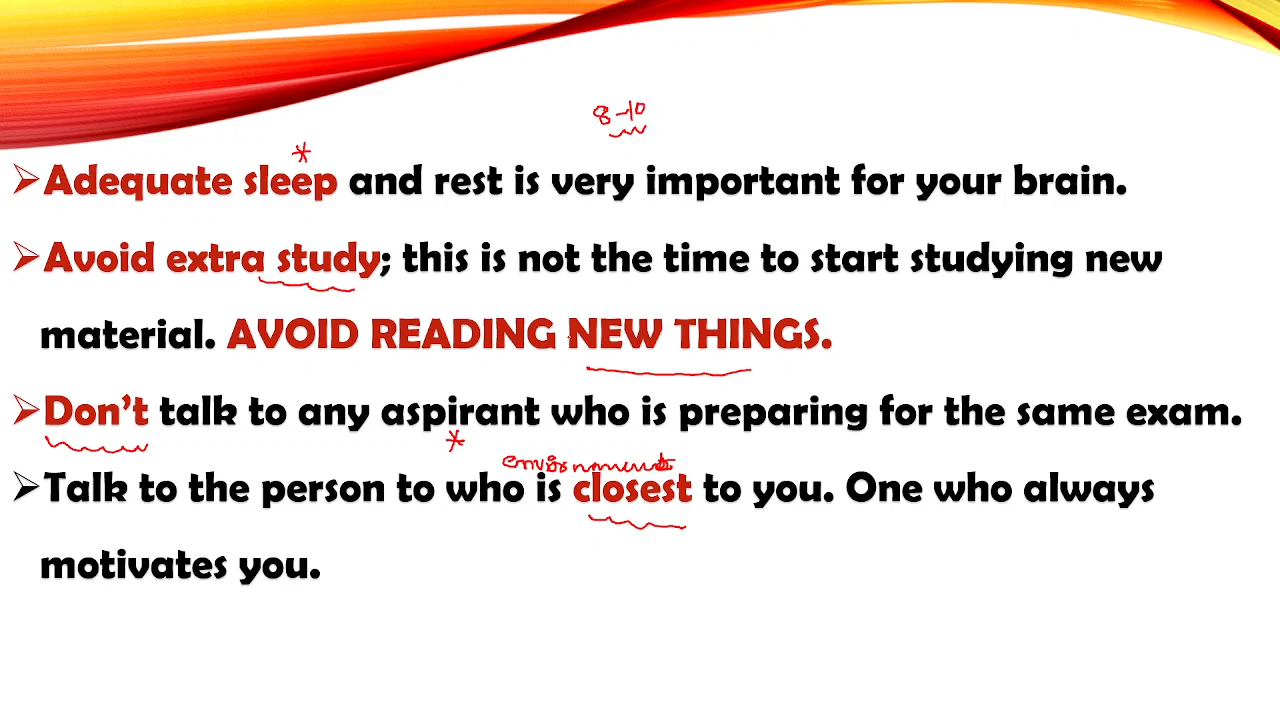 8-10
➢Adequate sleep and rest is very important for your brain.
➢Avoid extra study; this is not the time to start studying new
material. AVOID READING NEW THINGS.
➢Don't talk to any aspirant who is preparing for the same exam.
environment
➢Talk to the person to who is closest to you. One who always
motivates you.